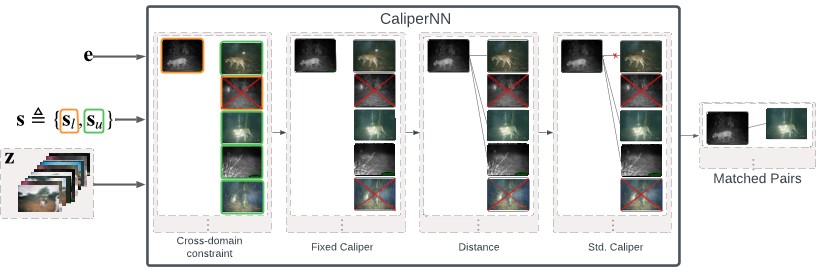 CaliperNN
e
s ≜ {s_l, s_u}
z
Cross-domain
constraint
Fixed Caliper
Distance
Std. Caliper
Matched Pairs